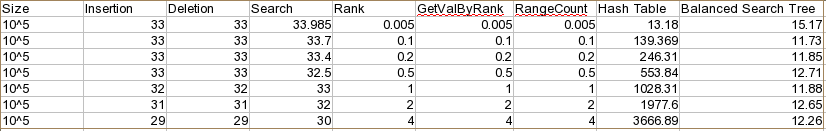 Size Insertion Deletion Search Rank GetValByRank RangeCount Hash Table Balanced Search Tree
10^5 33 33 33.985 0.005 0.005 0.005 13.18 15.17
10^5 33 33 33.7 0.1 0.1 0.1 139.369 11.73
10^5 33 33 33.4 0.2 0.2 0.2 246.31 11.85
10^5 33 33 32.5 0.5 0.5 0.5 553.84 12.71
10^5 32 32 33 1 1 1 1028.31 11.88
10^5 31 31 32 2 2 2 1977.6 12.65
10^5 29 29 30 4 4 4 3666.89 12.26